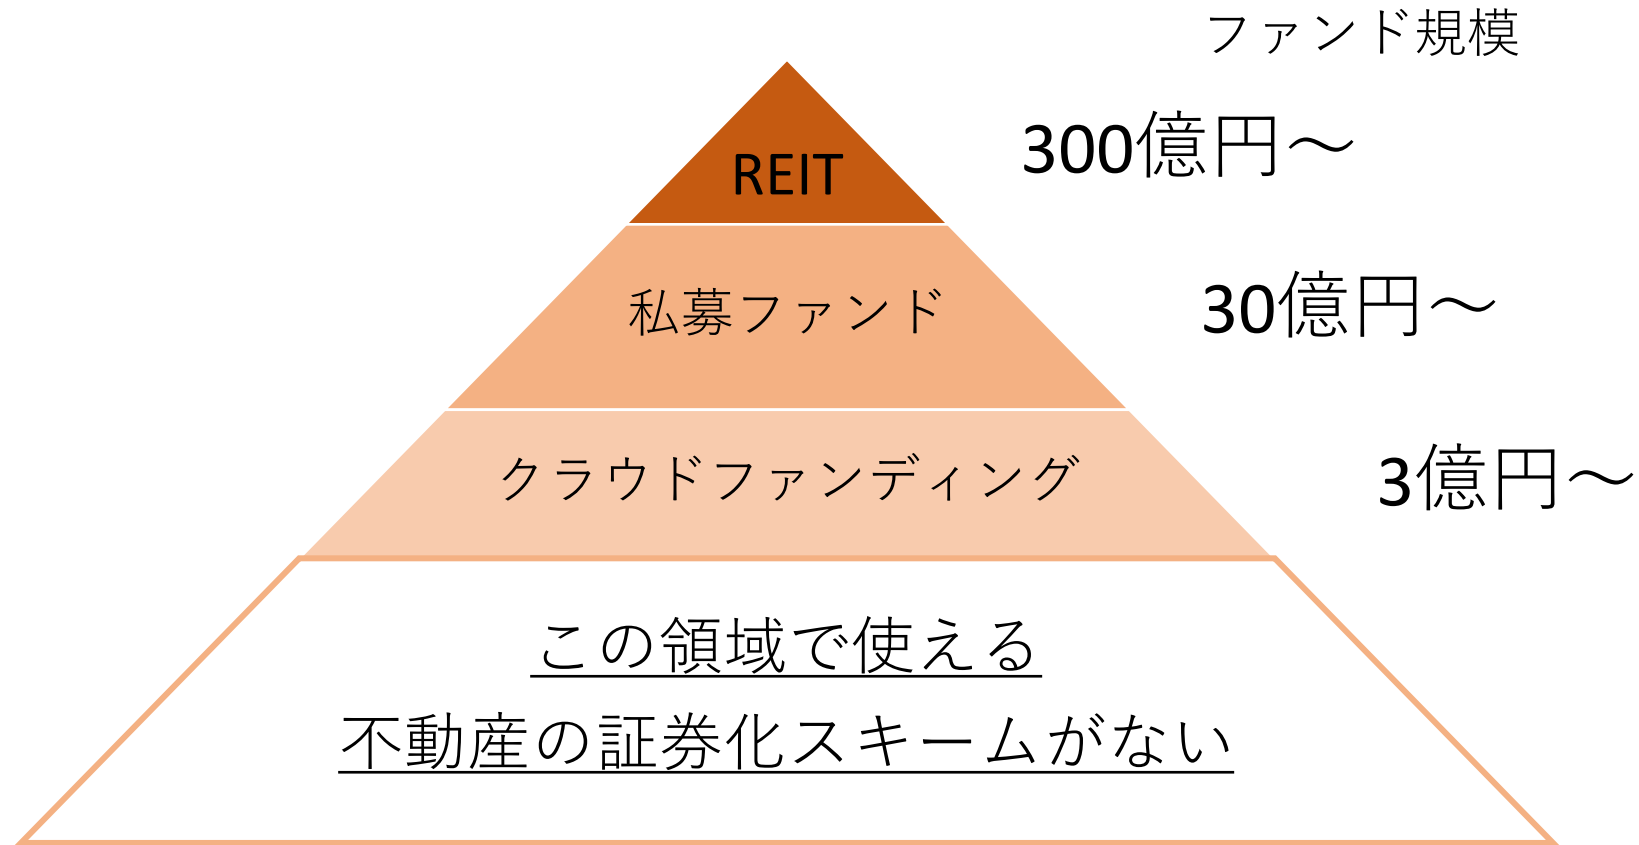 ファンド規模
300億円～
REIT
30億円～
私募ファンド
3億円～
クラウドファンディング
この領域で使える
不動産の証券化スキームがない